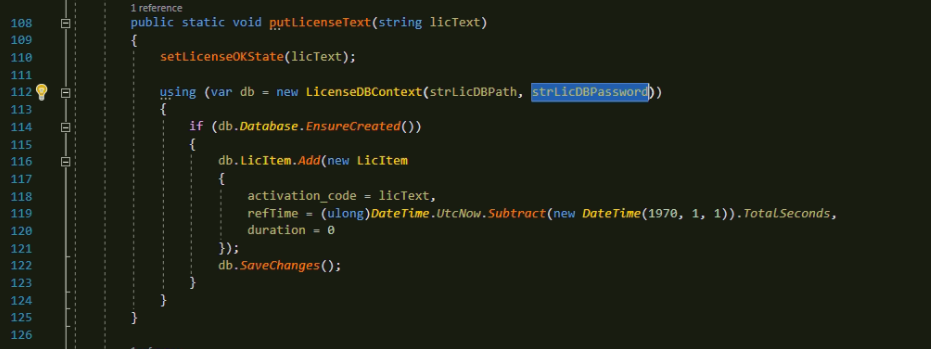 1 reference
108 public static void putLicenseText(string licText)
109 {
110 setLicenseOKState(licText);
111
112 using (var db = new LicenseDBContext(strLicDBPath, strLicDBPassword))
113 {
114 if (db.Database.EnsureCreated())
115 {
116 db.LicItem.Add(new LicItem
117 {
118 activation_code = licText,
119 refTime = (ulong)DateTime.UtcNow.Subtract(new DateTime(1970, 1, 1)).TotalSeconds,
120 duration = 0
121 });
122 db.SaveChanges();
123 }
124 }
125 }
126